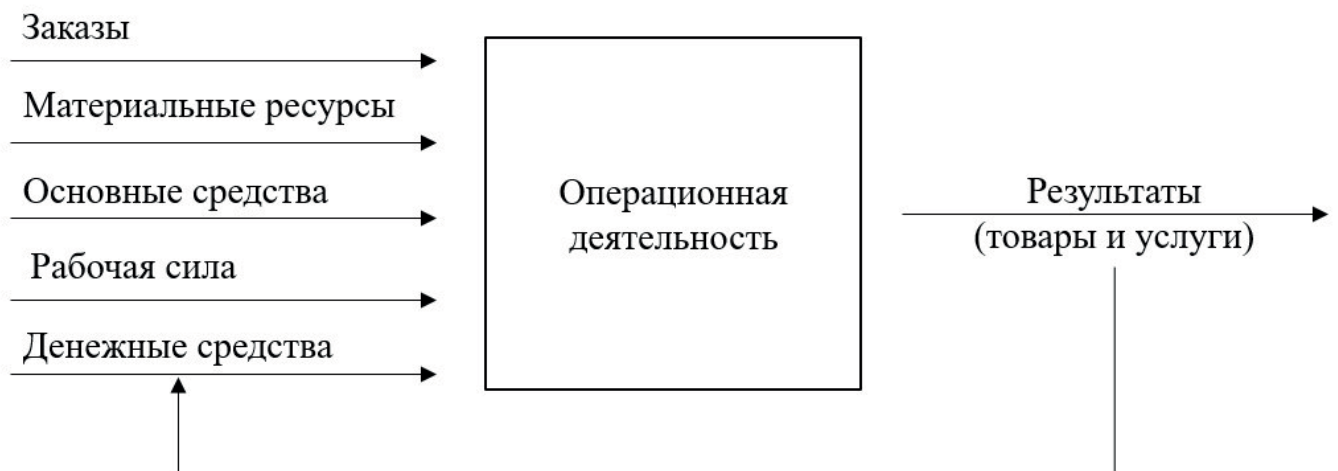 Заказы
Материальные ресурсы
Основные средства
Рабочая сила
Денежные средства
Операционная
деятельность
Результаты
(товары и услуги)